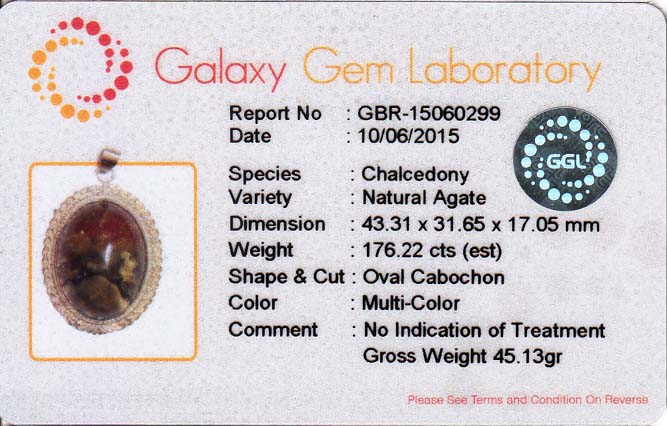 Galaxy Gem Laboratory
Report No : GBR-15060299
Date : 10/06/2015
GGL
Species : Chalcedony
Variety : Natural Agate
Dimension : 43.31 x 31.65 x 17.05 mm
Weight : 176.22 cts (est)
Shape & Cut : Oval Cabochon
Color : Multi-Color
Comment : No Indication of Treatment
Gross Weight 45.13gr
Please See Terms and Condition On Reverse